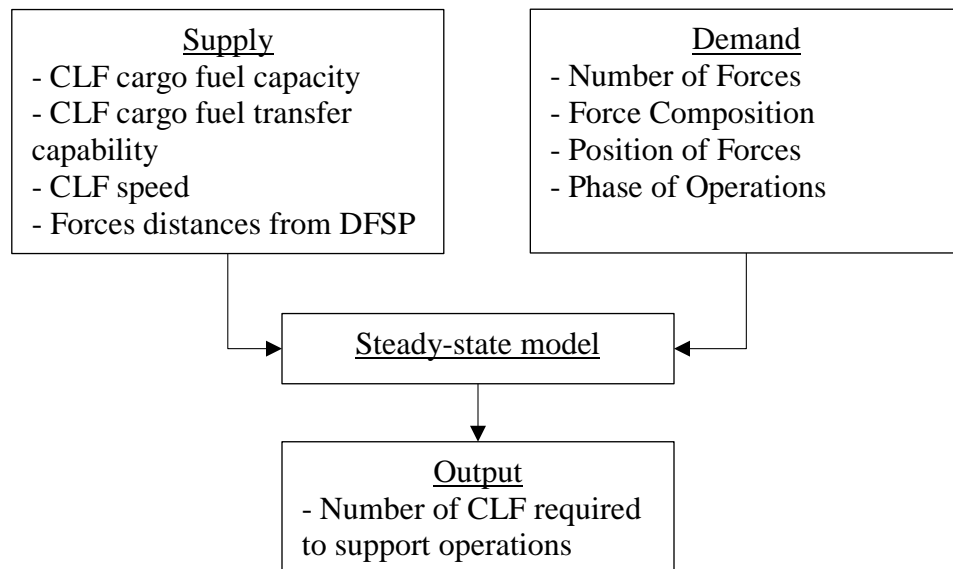 Supply
- CLF cargo fuel capacity
- CLF cargo fuel transfer
capability
- CLF speed
- Forces distances from DFSP
Demand
- Number of Forces
- Force Composition
- Position of Forces
- Phase of Operations
Steady-state model
Output
- Number of CLF required
to support operations